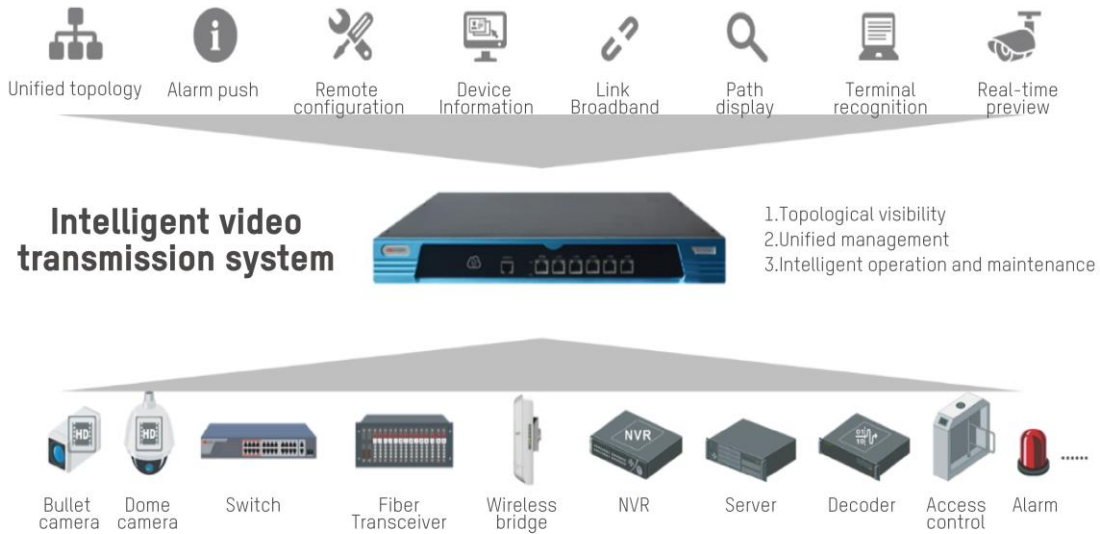 Unified topology
Alarm push
Remote
configuration
Device
Information
Link
Broadband
Path
display
Terminal
recognition
Real-time
preview
Intelligent video
transmission system
1.Topological visibility
2.Unified management
3.Intelligent operation and maintenance
HD
HD
NVR
Bullet
camera
Dome
camera
Switch
Fiber
Transceiver
Wireless
bridge
NVR
Server
Decoder
Access
control
Alarm
......